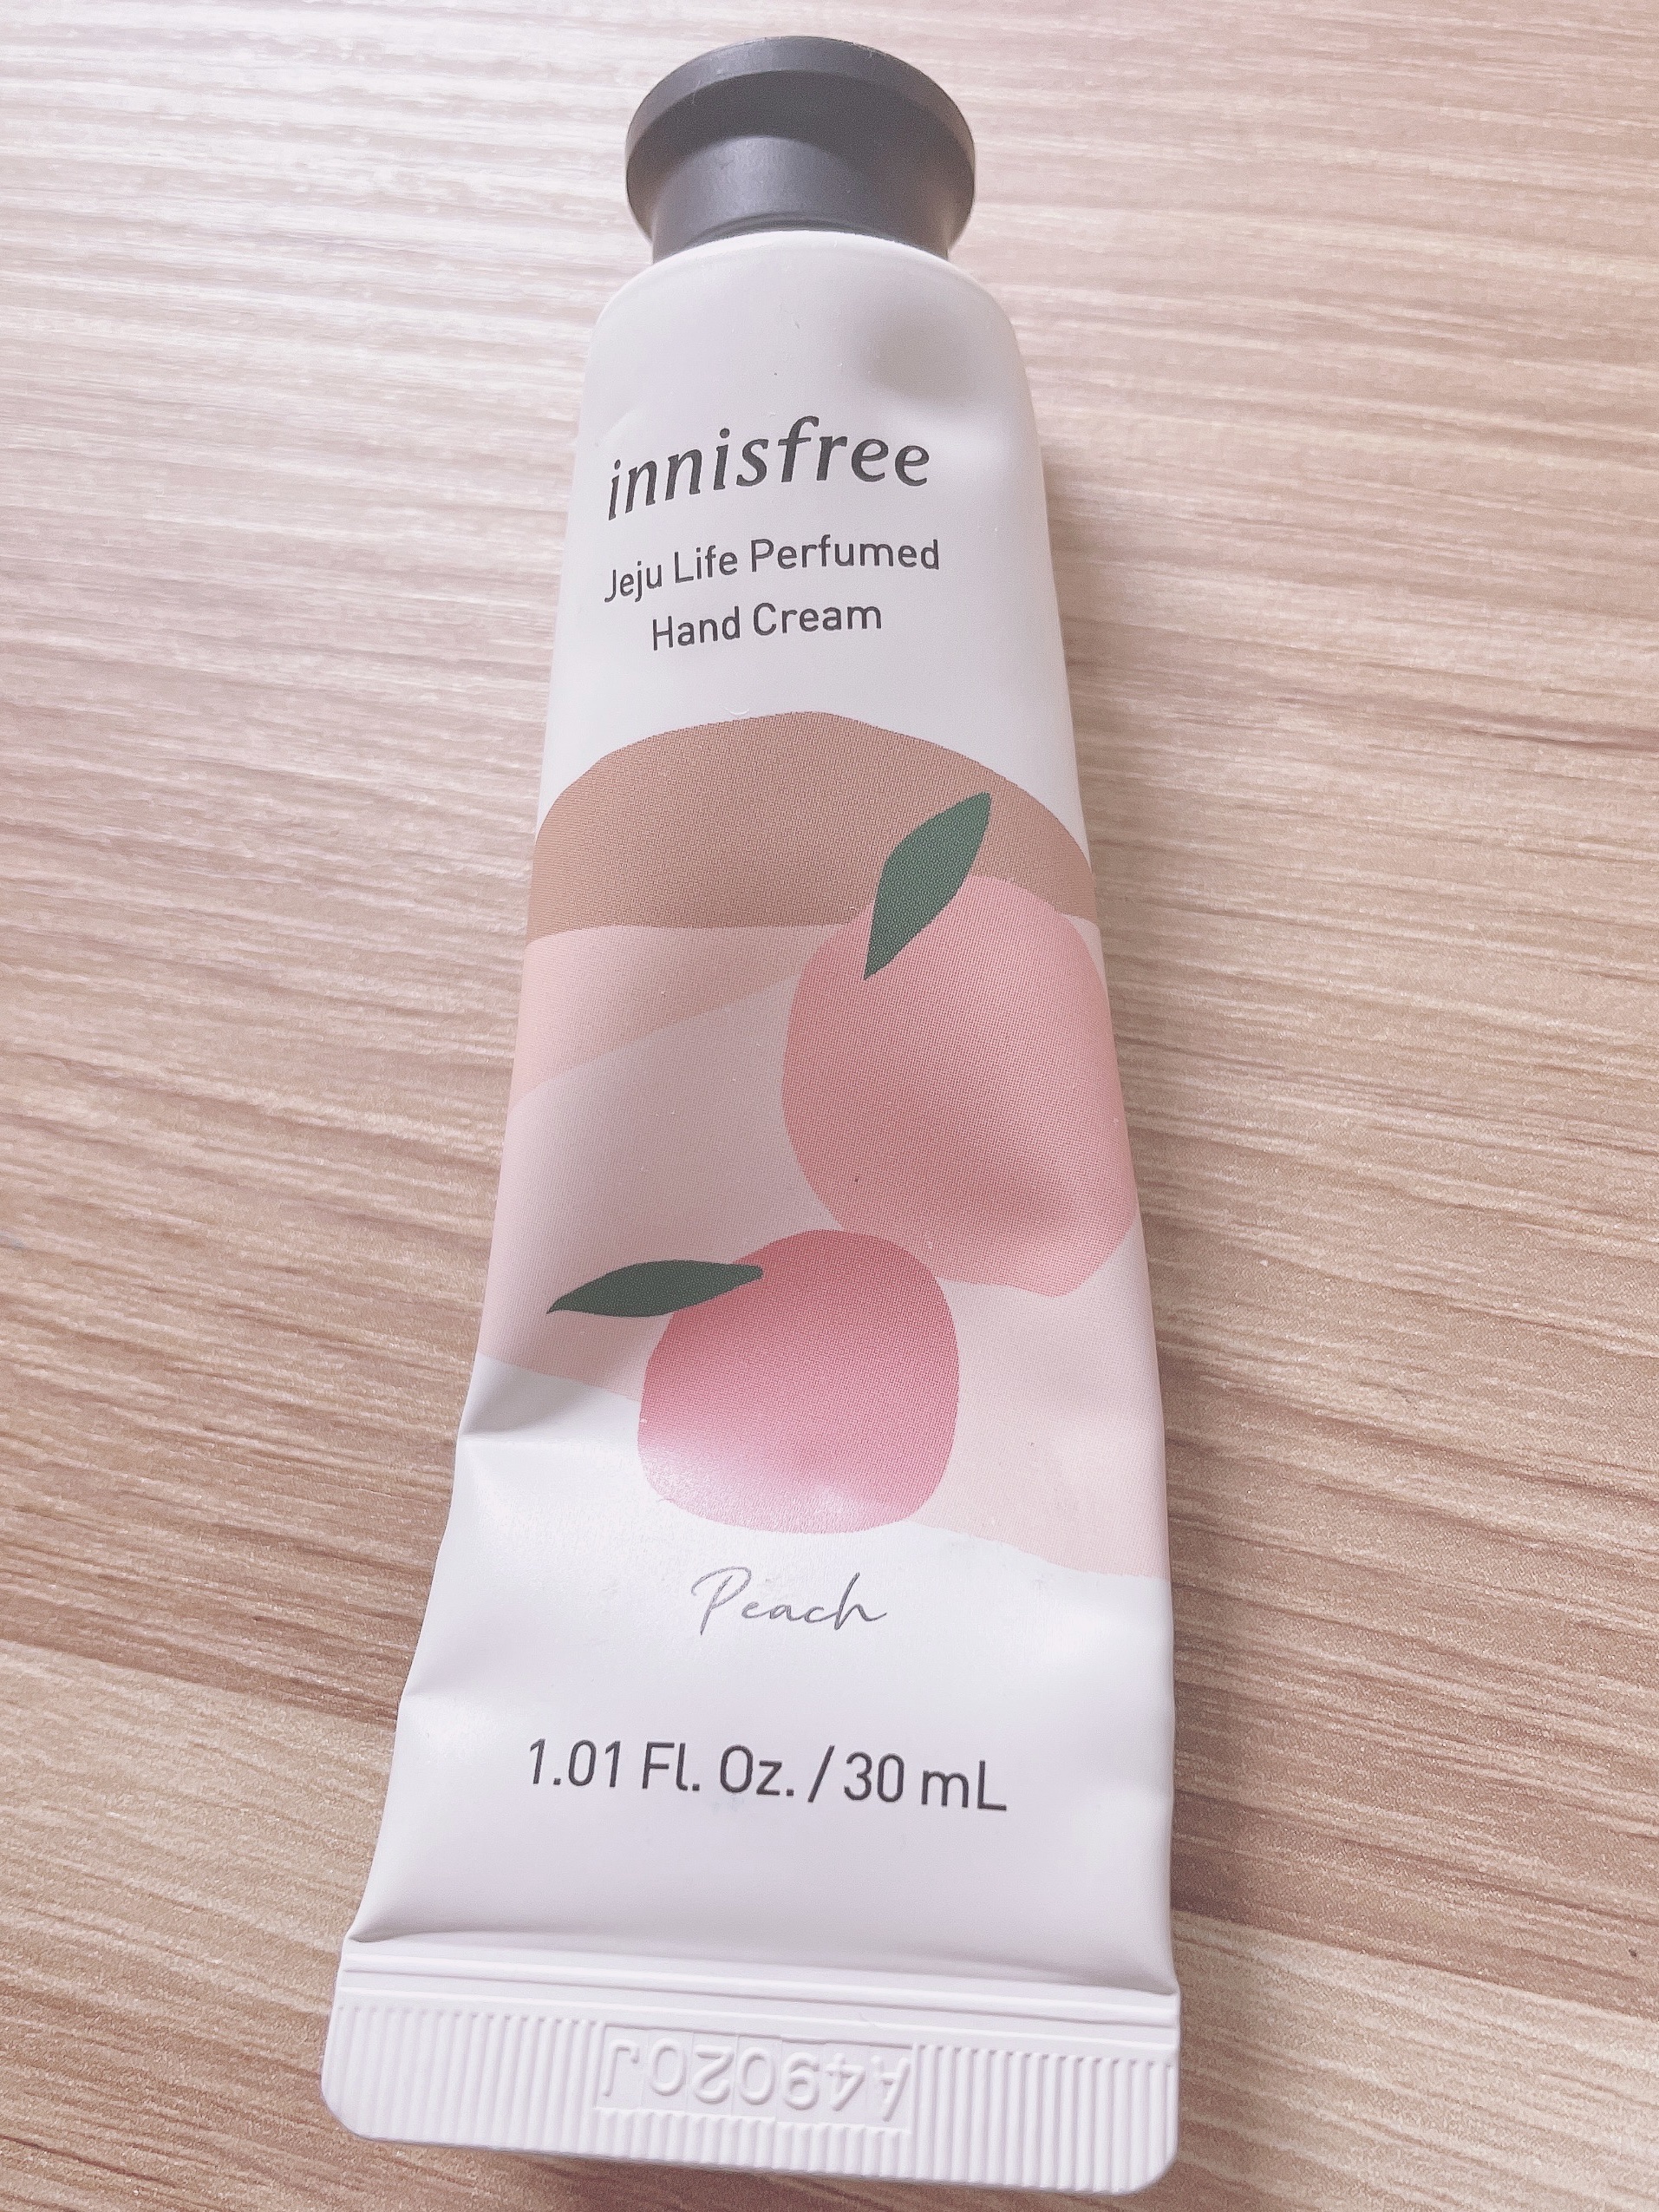 innisfree
Jeju Life Perfumed
Hand Cream
Peach
1.01 Fl. Oz. / 30 mL
A49020J